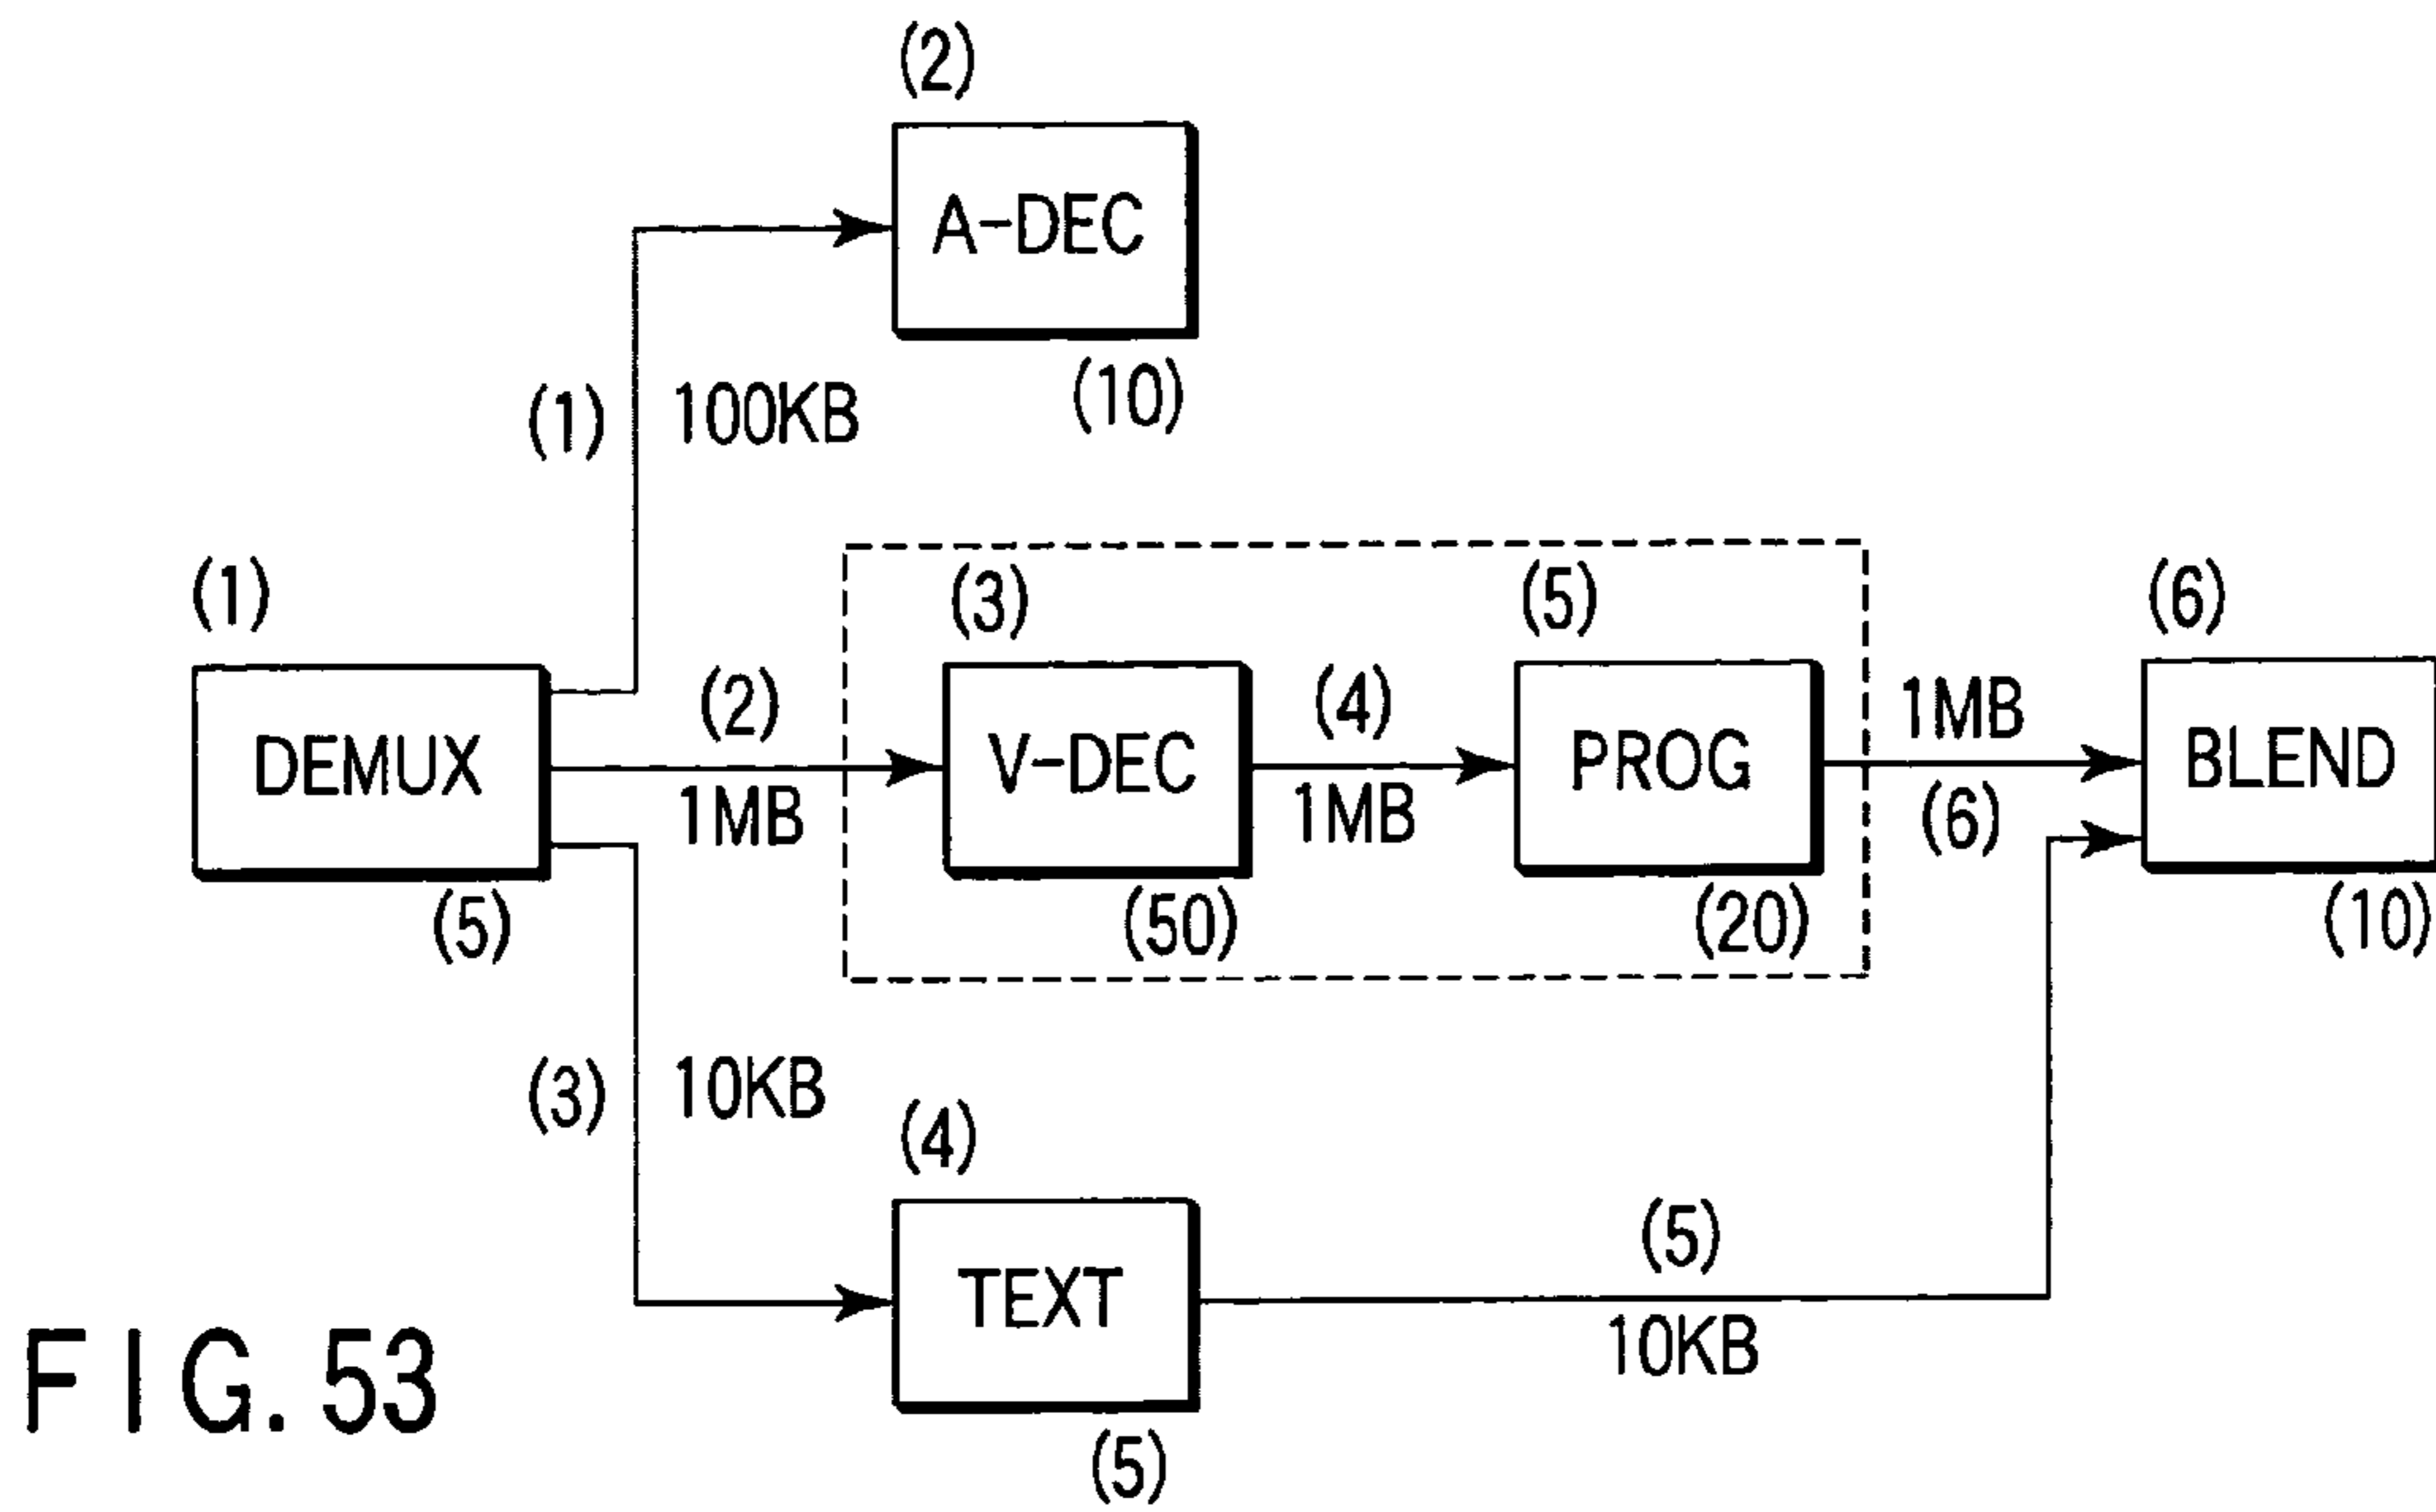 (2)
A-DEC
(10)
(1) 100KB
(1)
DEMUX
(5)
(2)
1MB
(3)
V-DEC
(50)
(4)
1MB
(5)
PROG
(20)
1MB
(6)
(6)
BLEND
(10)
(3) 10KB
(4)
TEXT
(5)
(5)
10KB
FIG. 53